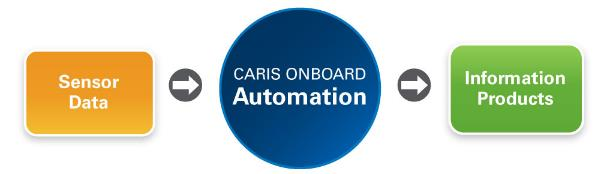 Sensor
Data
CARIS ONBOARD
Automation
Information
Products